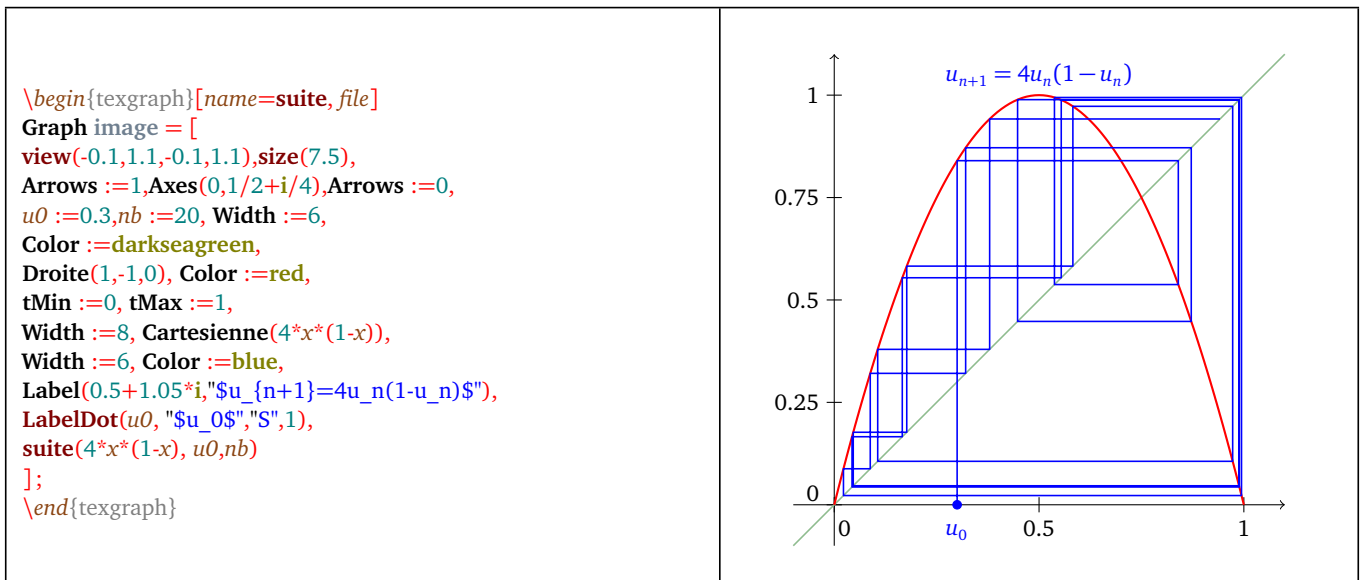 \begin{texgraph}[name=suite, file]
Graph image = [
view(-0.1,1.1,-0.1,1.1),size(7.5),
Arrows :=1,Axes(0,1/2+i/4),Arrows :=0,
u0 :=0.3,nb :=20, Width :=6,
Color :=darkseagreen,
Droite(1,-1,0), Color :=red,
tMin :=0, tMax :=1,
Width :=8, Cartesienne(4*x*(1-x)),
Width :=6, Color :=blue,
Label(0.5+1.05*i,"$u_{n+1}=4u_n(1-u_n)$"),
LabelDot(u0, "$u_0$","S",1),
suite(4*x*(1-x), u0,nb)
];
\end{texgraph}
u_{n+1} = 4u_n(1−u_n)
1
0.75
0.5
0.25
0
0 u_0 0.5 1